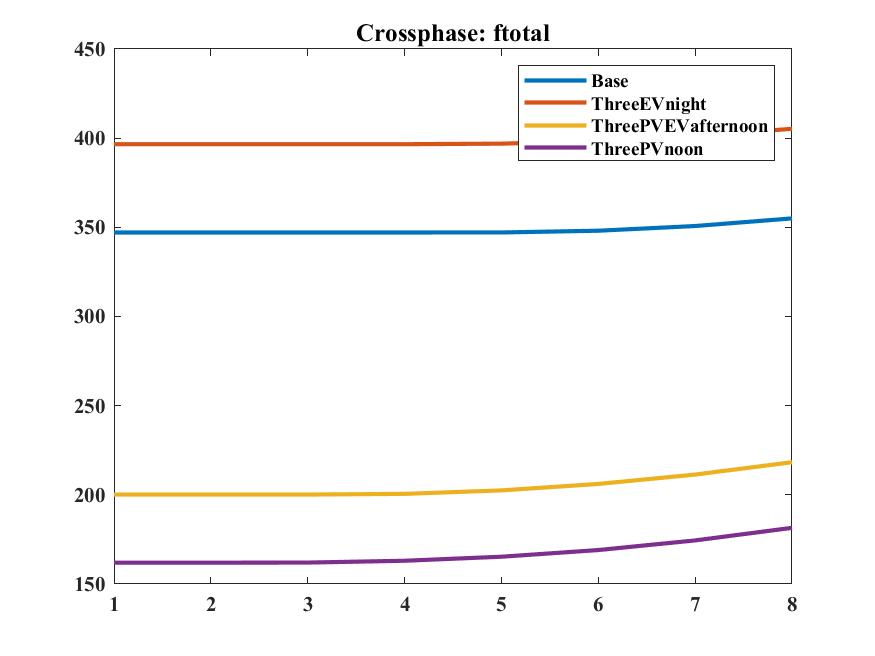 Crossphase: ftotal
450
400
350
300
250
200
150
Base
ThreeEVnight
ThreePVEVafternoon
ThreePVnoon
1 2 3 4 5 6 7 8